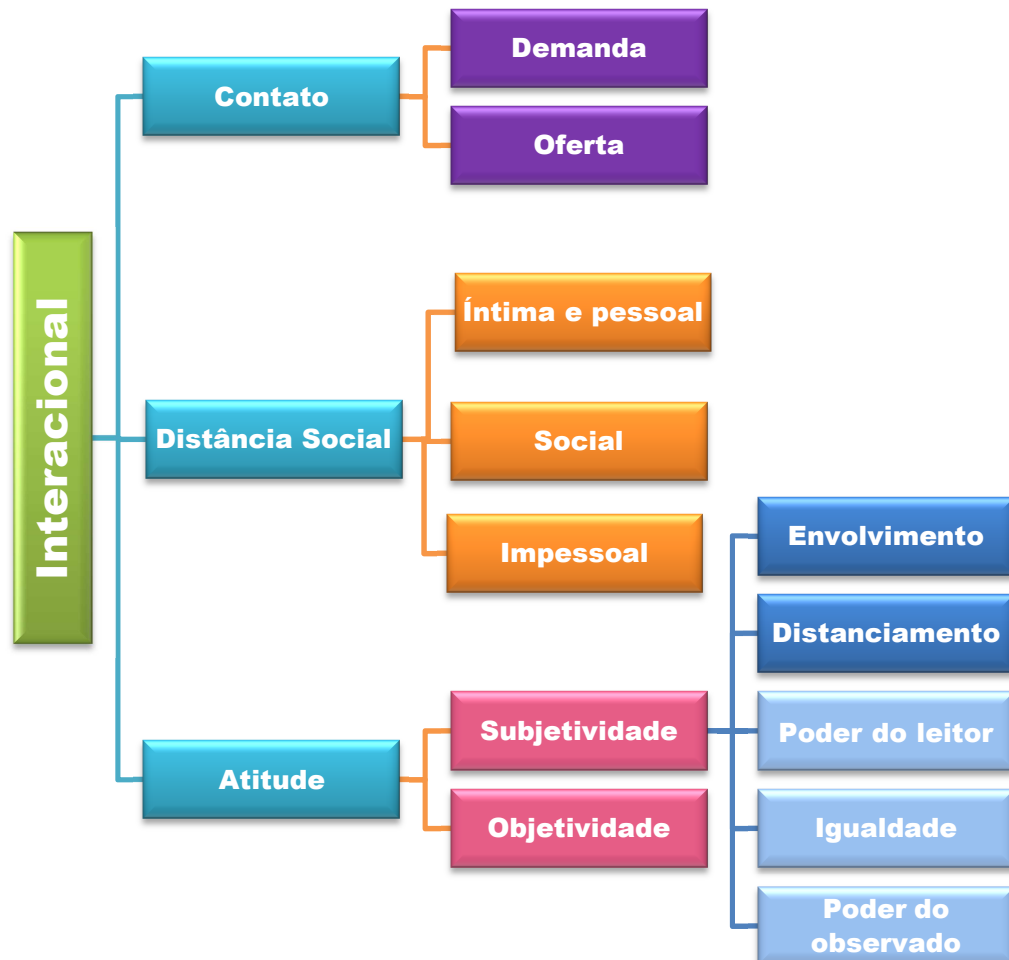 Interacional
Contato
Demanda
Oferta
Distância Social
Íntima e pessoal
Social
Impessoal
Atitude
Subjetividade
Objetividade
Envolvimento
Distanciamento
Poder do leitor
Igualdade
Poder do
observado